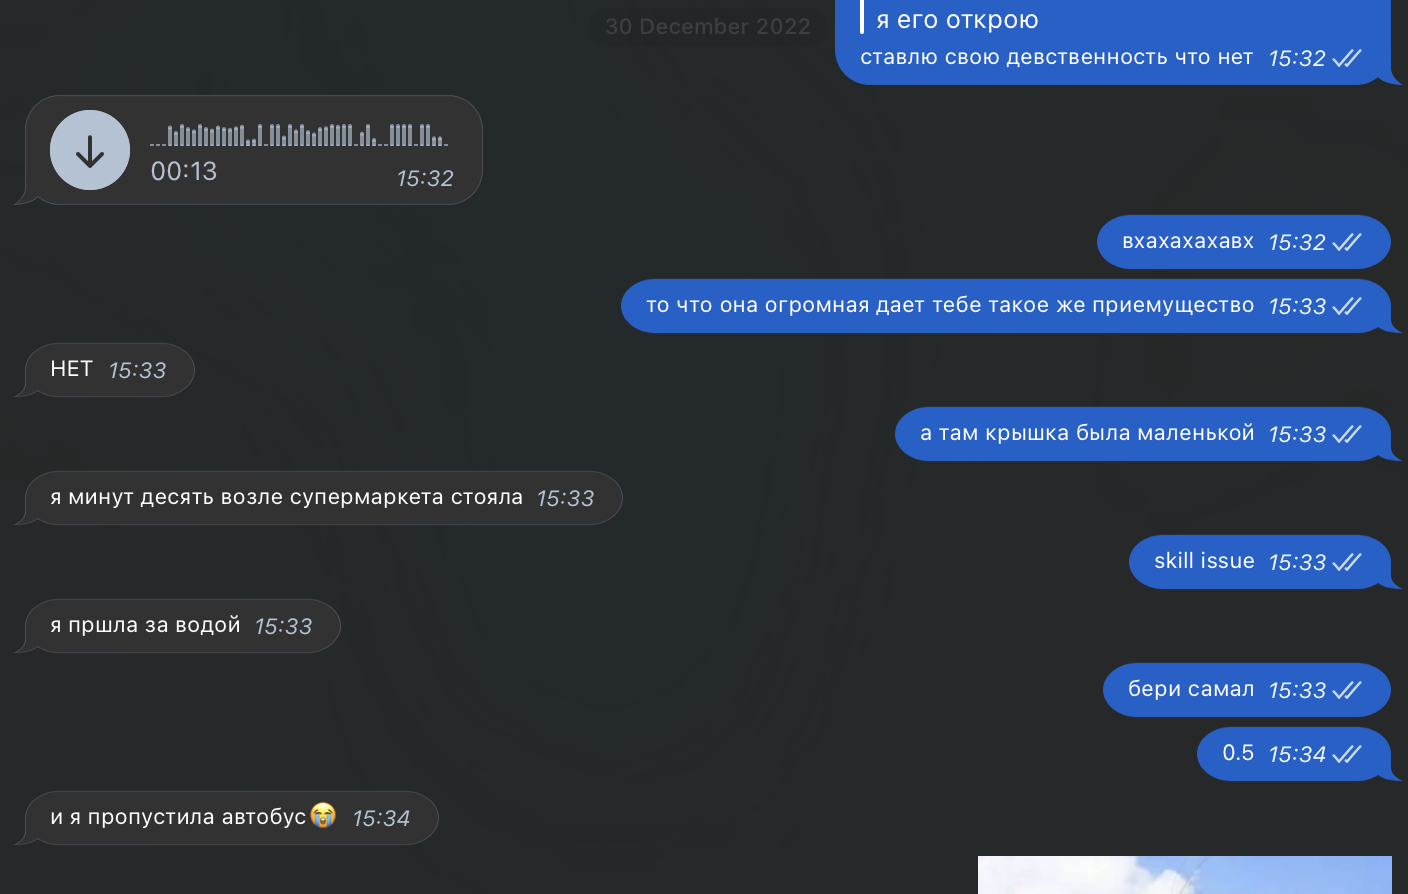 30 December 2022
я его открою
ставлю свою девственность что нет 15:32
00:13 15:32
вхахахахавх 15:32
то что она огромная дает тебе такое же приемущество 15:33
НЕТ 15:33
а там крышка была маленькой 15:33
я минут десять возле супермаркета стояла 15:33
skill issue 15:33
я пршла за водой 15:33
бери самал 15:33
0.5 15:34
и я пропустила автобус😭 15:34